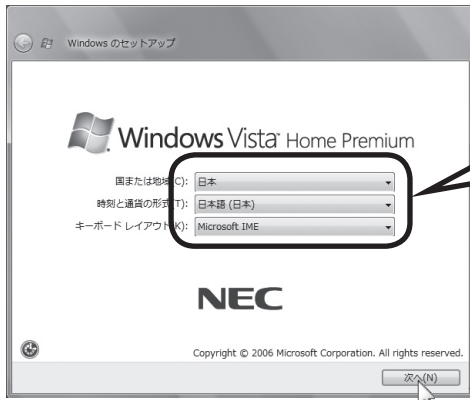 Windows のセットアップ
Windows Vista™ Home Premium
国または地域(C): 日本
時刻と通貨の形式(T): 日本語 (日本)
キーボード レイアウト(K): Microsoft IME
NEC
Copyright © 2006 Microsoft Corporation. All rights reserved.
次へ(N)